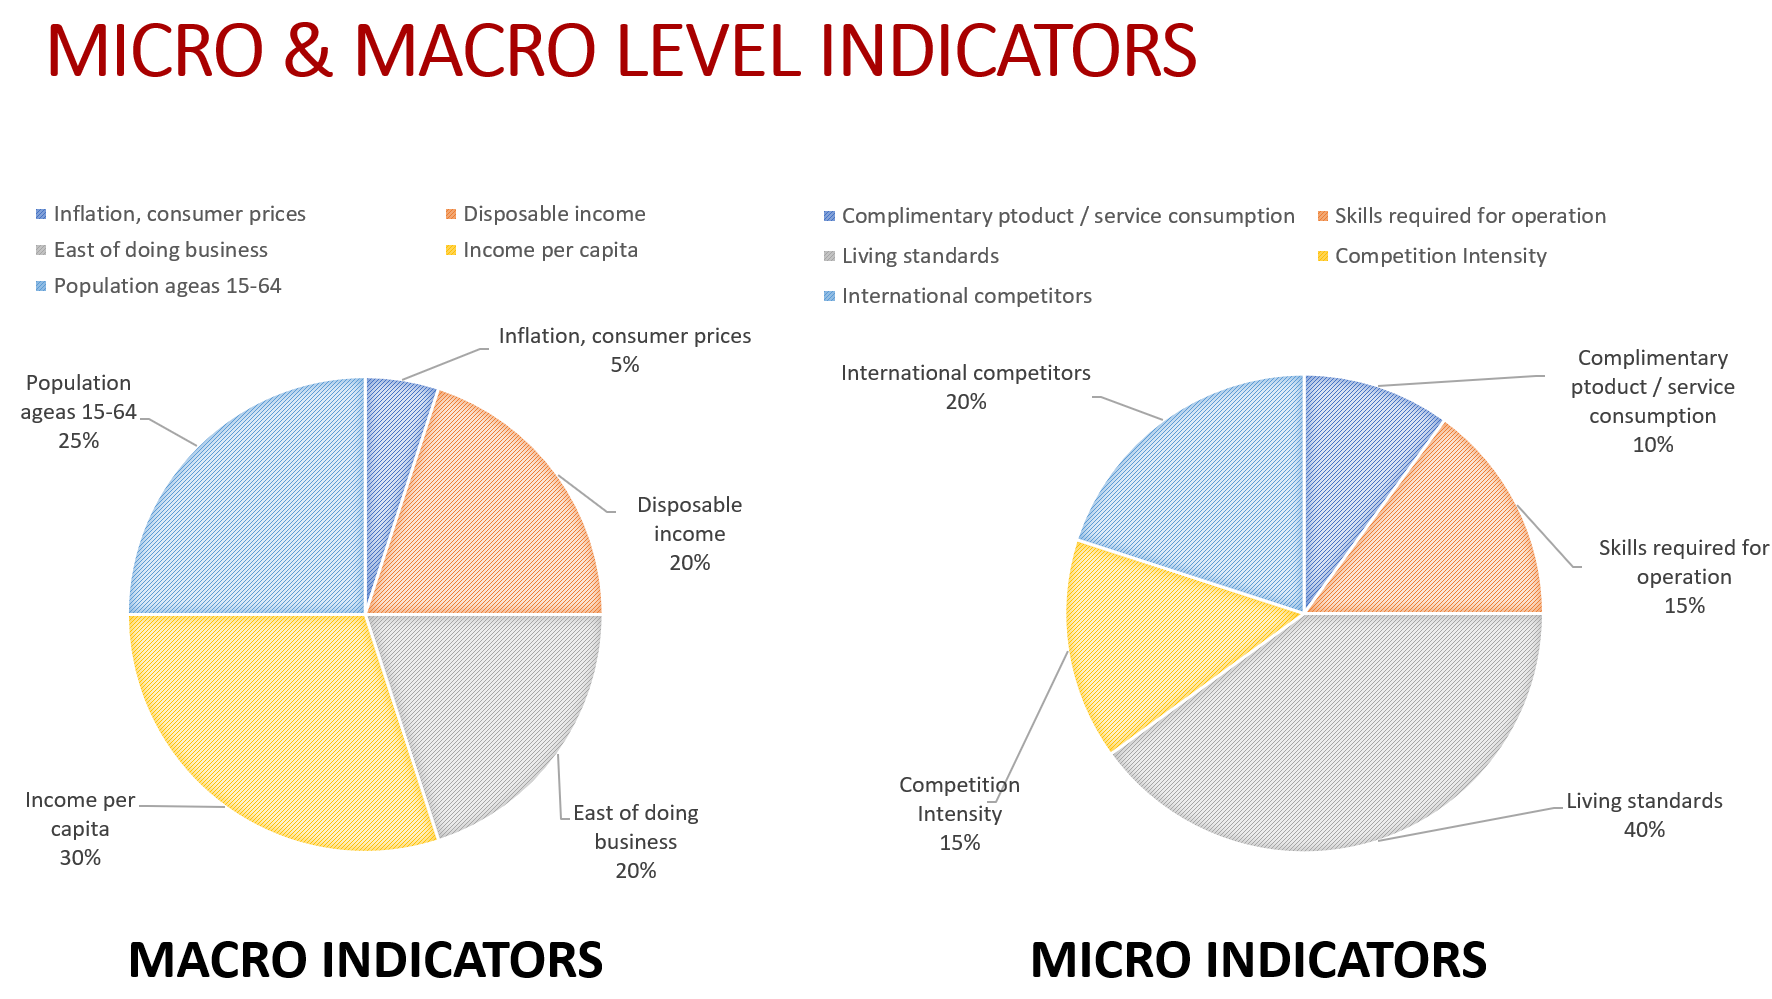 MICRO & MACRO LEVEL INDICATORS
Inflation, consumer prices
Disposable income
East of doing business
Income per capita
Population ageas 15-64
Inflation, consumer prices
5%
Population
ageas 15-64
25%
Disposable
income
20%
Income per
capita
30%
East of doing
business
20%
MACRO INDICATORS
Complimentary ptoduct / service consumption
Skills required for operation
Living standards
Competition Intensity
International competitors
International competitors
20%
Complimentary
ptoduct / service
consumption
10%
Skills required for
operation
15%
Competition
Intensity
15%
Living standards
40%
MICRO INDICATORS